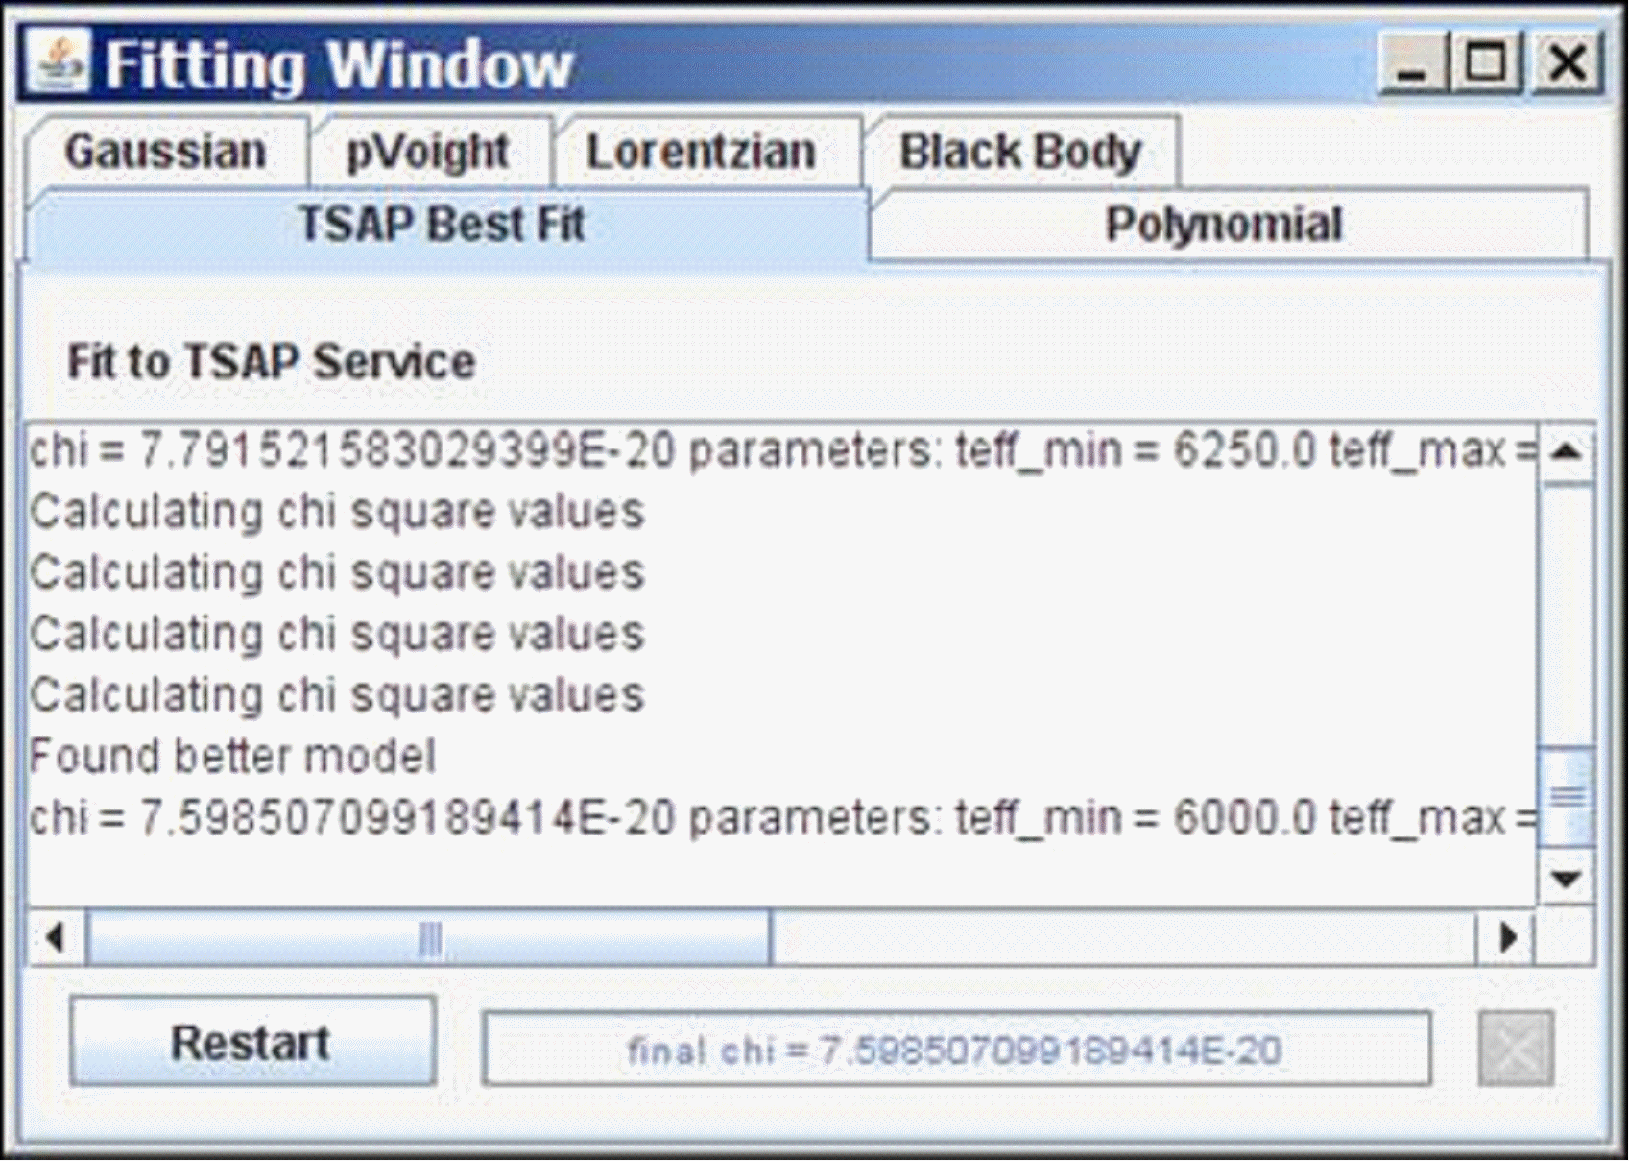 Fitting Window
Gaussian pVoight Lorentzian Black Body
TSAP Best Fit Polynomial
Fit to TSAP Service
chi = 7.791521583029399E-20 parameters: teff_min = 6250.0 teff_max =
Calculating chi square values
Calculating chi square values
Calculating chi square values
Calculating chi square values
Found better model
chi = 7.598507099189414E-20 parameters: teff_min = 6000.0 teff_max =
Restart final chi = 7.598507099189414E-20